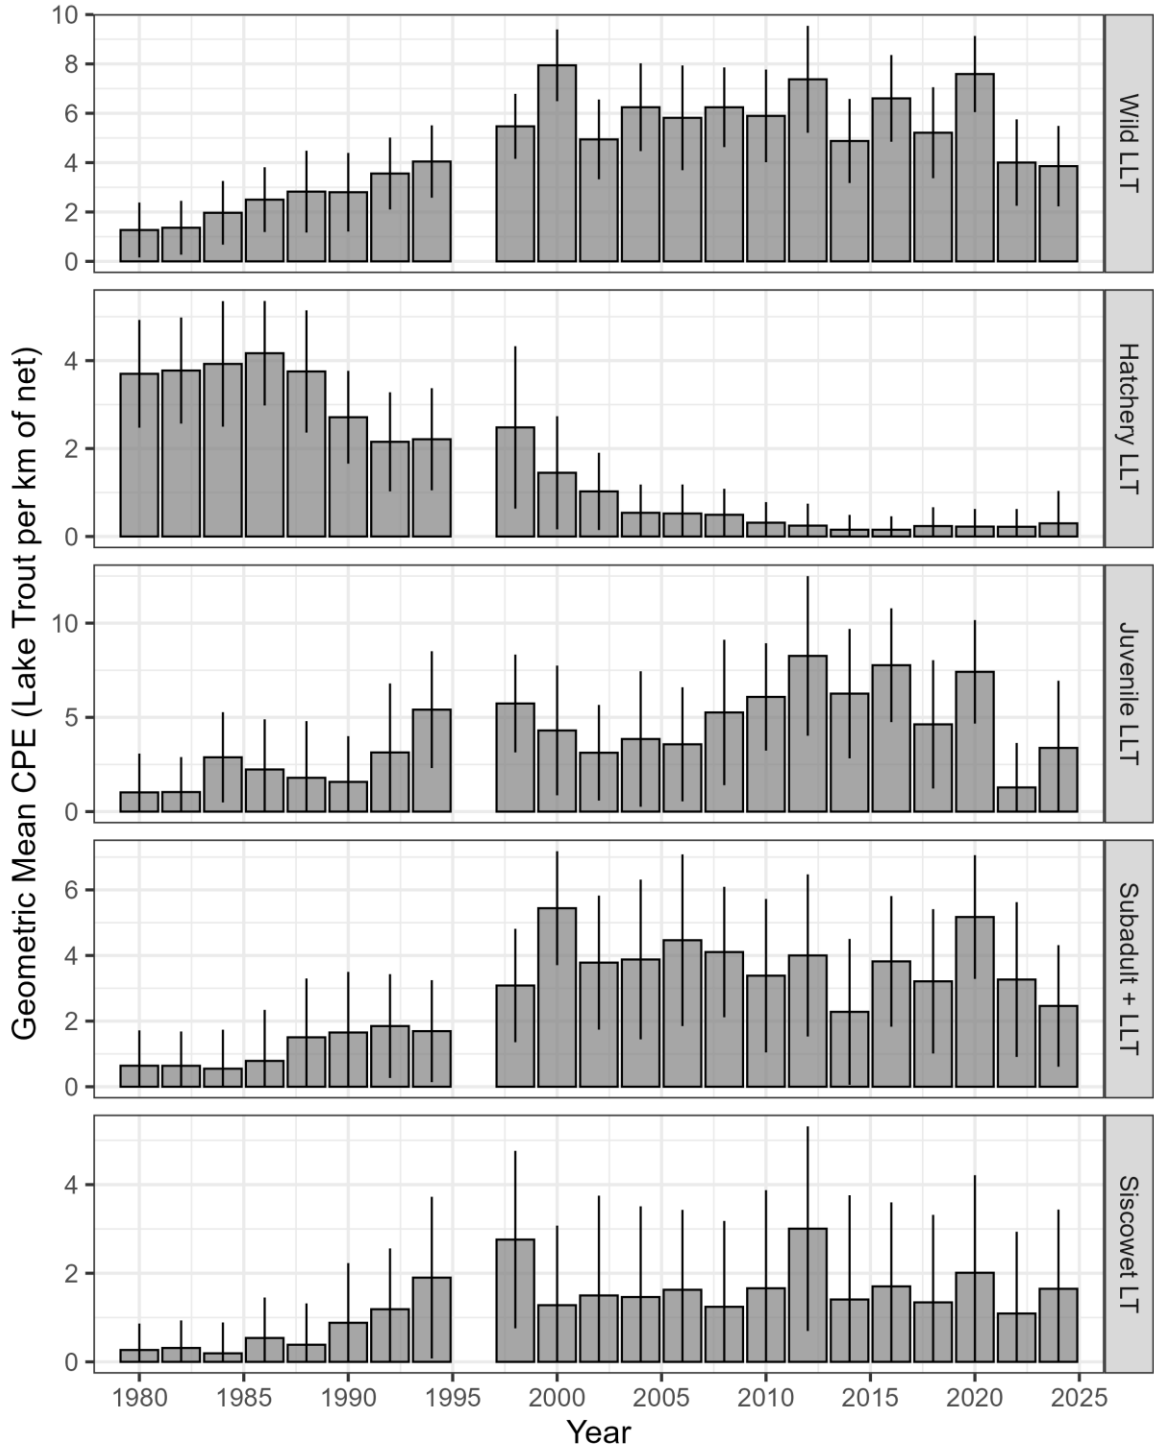 Geometric Mean CPE (Lake Trout per km of net)
10
8
6
4
2
0
Wild LLT
4
2
0
Hatchery LLT
10
5
0
Juvenile LLT
6
4
2
0
Subadult + LLT
4
2
0
Siscowet LT
1980 1985 1990 1995 2000 2005 2010 2015 2020 2025
Year